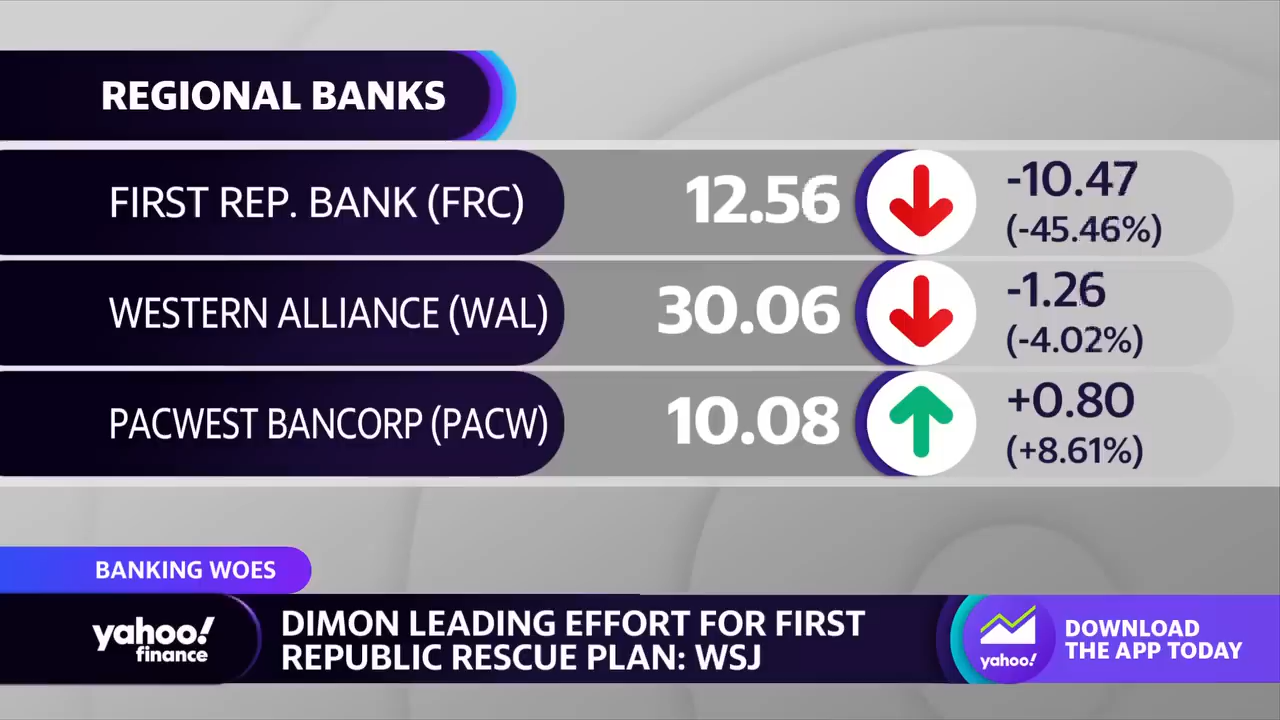 REGIONAL BANKS
FIRST REP. BANK (FRC) 12.56 -10.47
(-45.46%)
WESTERN ALLIANCE (WAL) 30.06 -1.26
(-4.02%)
PACWEST BANCORP (PACW) 10.08 +0.80
(+8.61%)
BANKING WOES
yahoo!
finance
DIMON LEADING EFFORT FOR FIRST
REPUBLIC RESCUE PLAN: WSJ
yahoo!
DOWNLOAD
THE APP TODAY